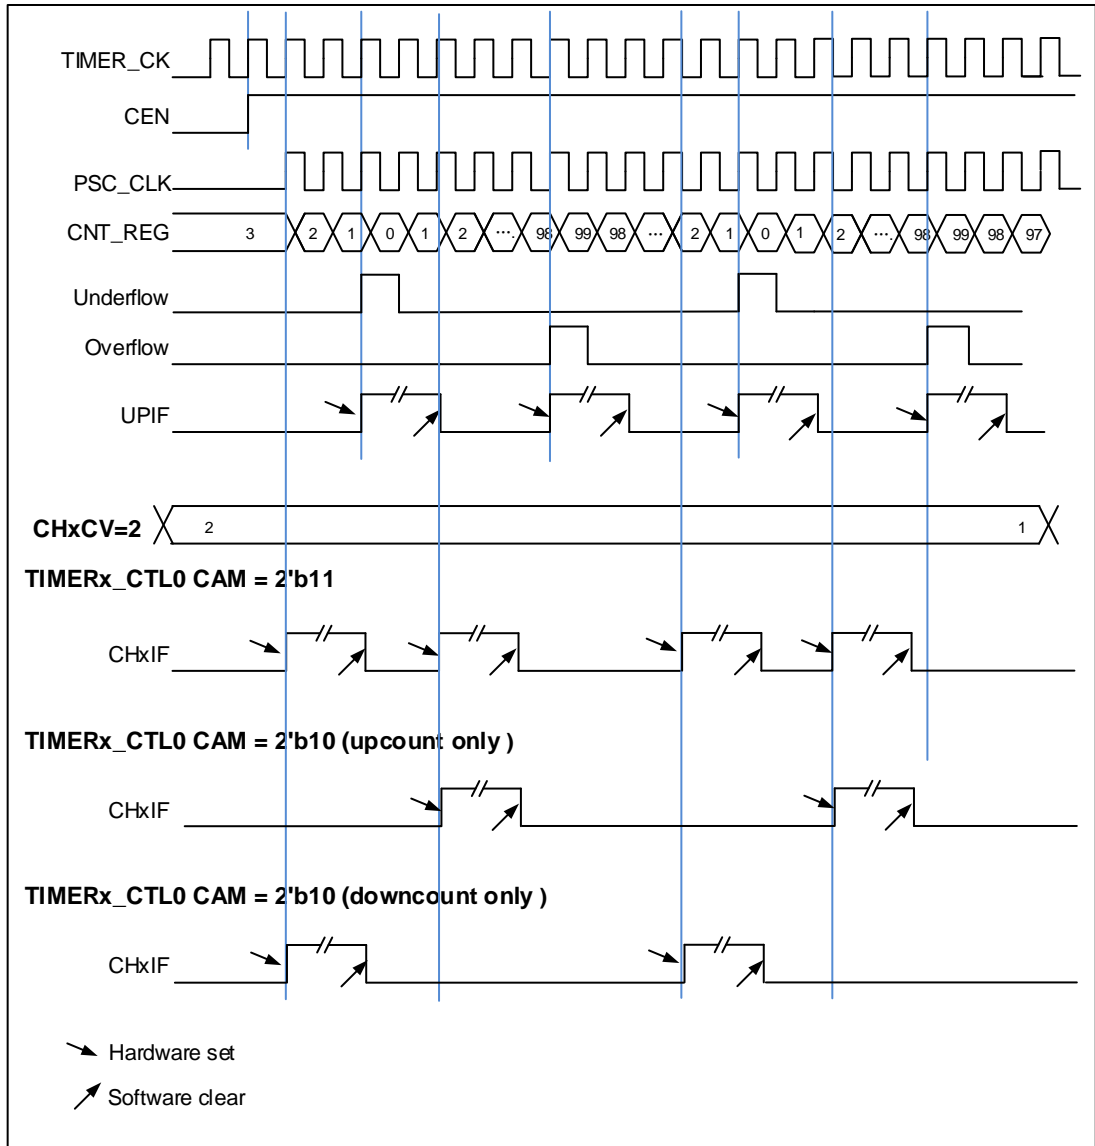 TIMER_CK
CEN
PSC_CLK
CNT_REG 3 2 1 0 1 2 .... 98 99 98 ... 2 1 0 1 2 .... 98 99 98 97
Underflow
Overflow
UPIF
CHxCV=2 2 1
TIMERx_CTL0 CAM = 2'b11
CHxIF
TIMERx_CTL0 CAM = 2'b10 (upcount only )
CHxIF
TIMERx_CTL0 CAM = 2'b10 (downcount only )
CHxIF
Hardware set
Software clear